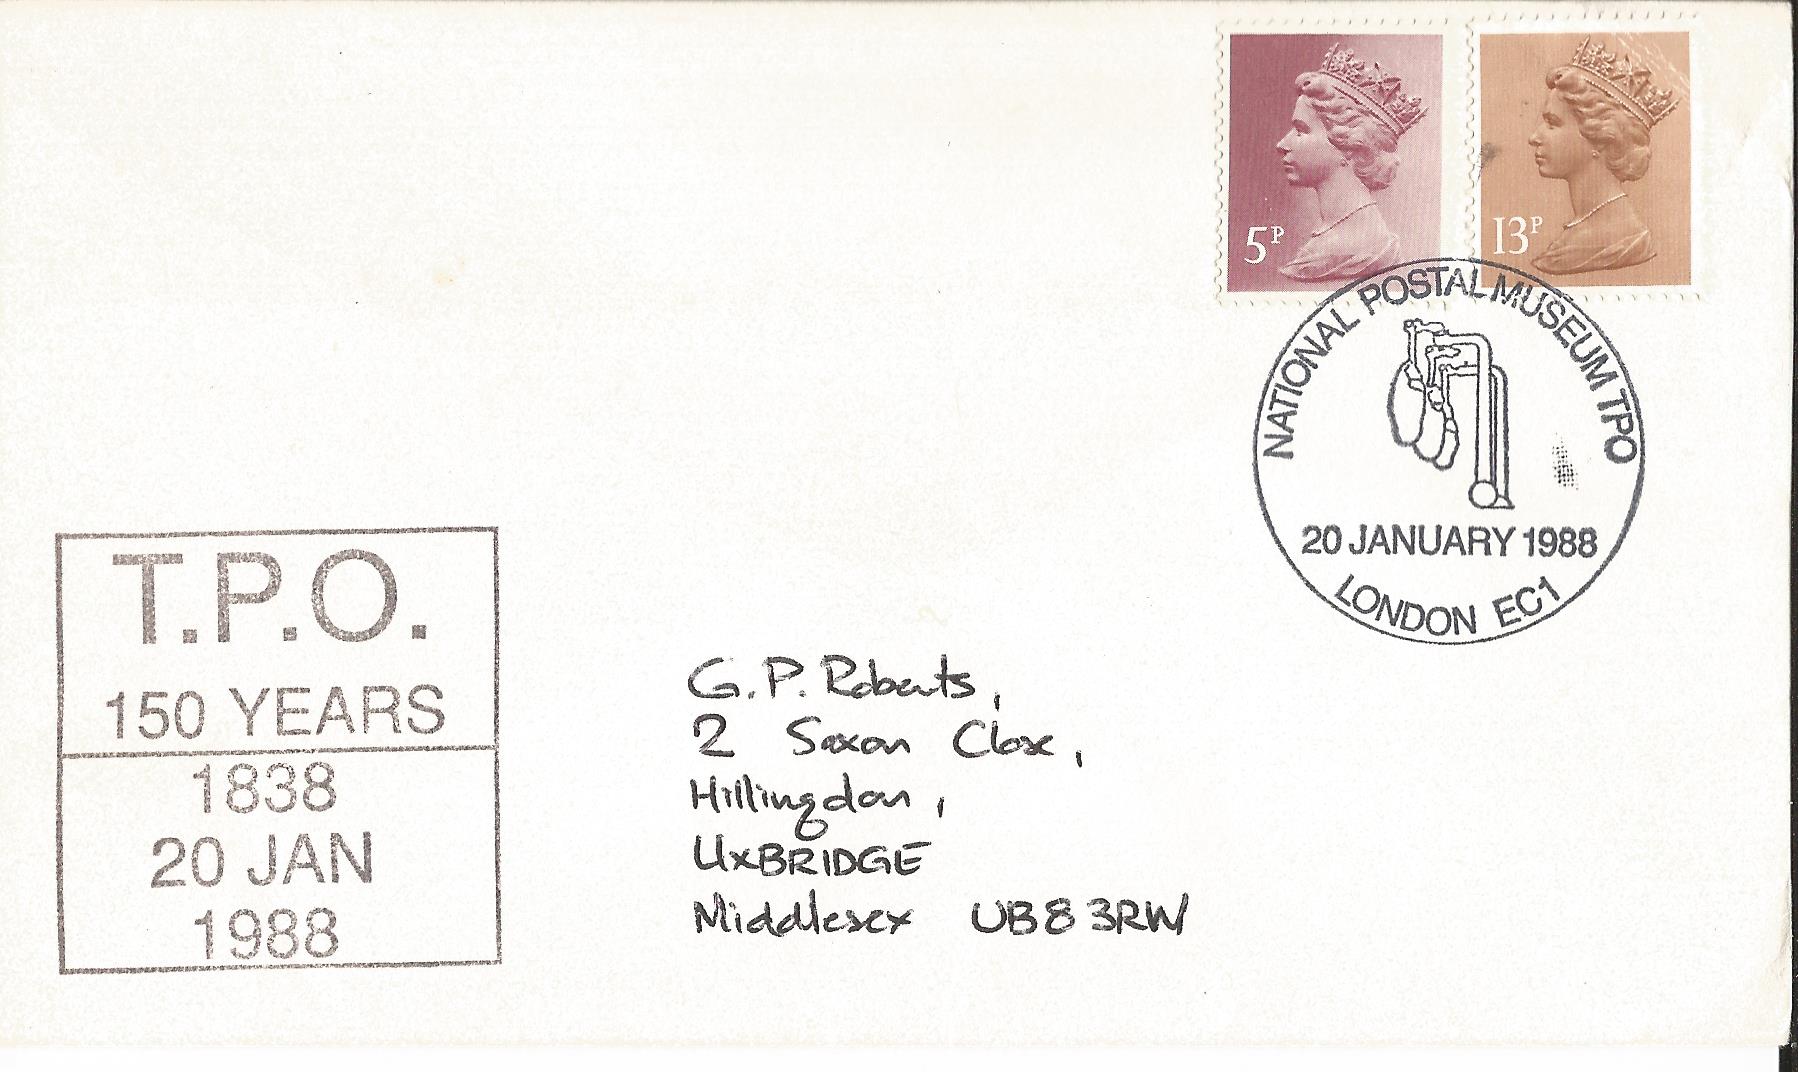 5P
13P
NATIONAL POSTAL MUSEUM TPO
20 JANUARY 1988
LONDON EC1
T.P.O.
150 YEARS
1838
20 JAN
1988
G. P. Roberts,
2 Saxon Close,
Hillingdon,
UXBRIDGE
Middlesex UB8 3RW